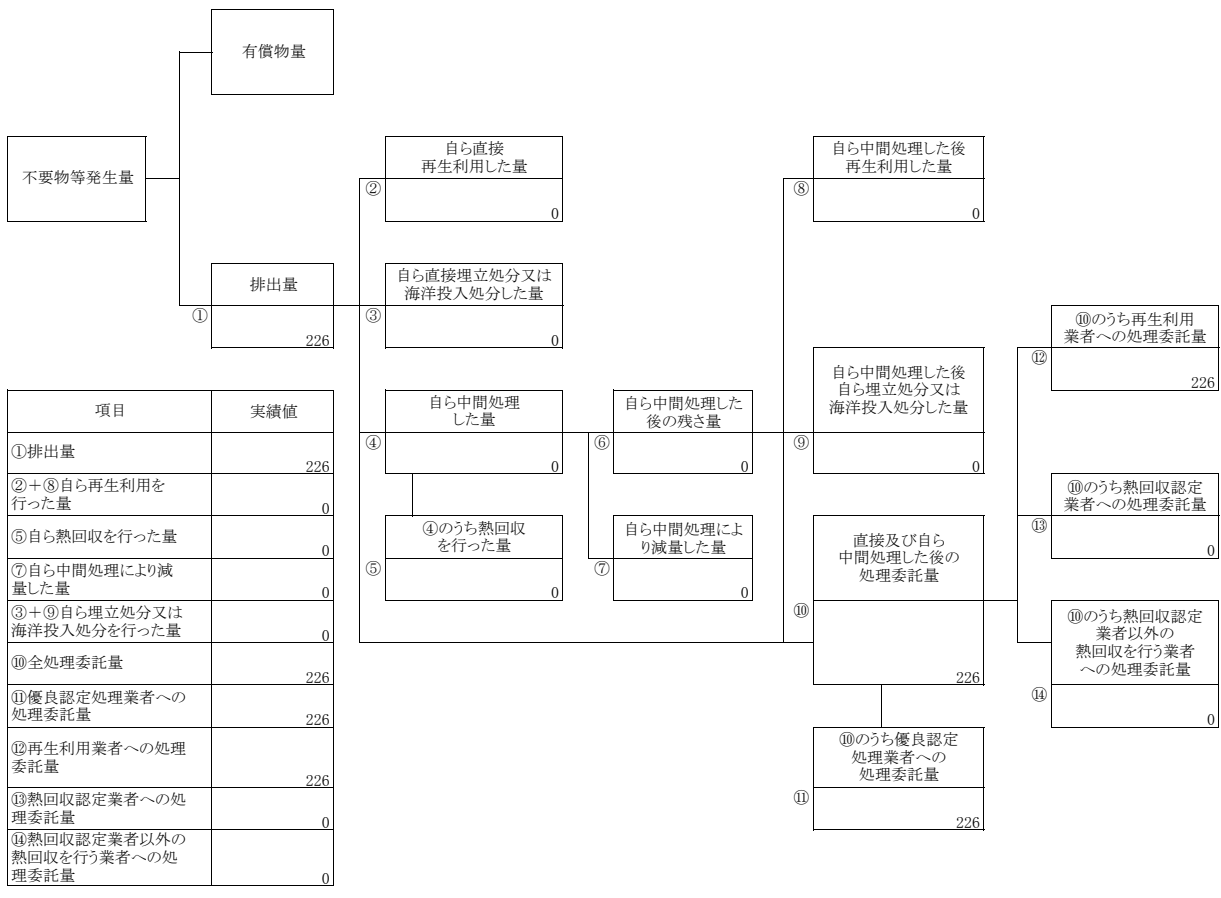 有償物量
不要物等発生量
排出量
①
226
自ら直接
再生利用した量
②
0
自ら直接埋立処分又は
海洋投入処分した量
③
0
自ら中間処理
した量
④
0
④のうち熱回収
を行った量
⑤
0
自ら中間処理した
後の残さ量
⑥
0
自ら中間処理によ
り減量した量
⑦
0
自ら中間処理した後
再生利用した量
⑧
0
自ら中間処理した後
自ら埋立処分又は
海洋投入処分した量
⑨
0
直接及び自ら
中間処理した後の
処理委託量
⑩
226
⑩のうち優良認定
処理業者への
処理委託量
⑪
226
⑩のうち再生利用
業者への処理委託量
⑫
226
⑩のうち熱回収認定
業者への処理委託量
⑬
0
⑩のうち熱回収認定
業者以外の
熱回収を行う業者
への処理委託量
⑭
0
項目 実績値
①排出量
226
②＋⑧自ら再生利用を
行った量
0
⑤自ら熱回収を行った量
0
⑦自ら中間処理により減
量した量
0
③＋⑨自ら埋立処分又は
海洋投入処分を行った量
0
⑩全処理委託量
226
⑪優良認定処理業者への
処理委託量
226
⑫再生利用業者への処理
委託量
226
⑬熱回収認定業者への処
理委託量
0
⑭熱回収認定業者以外の
熱回収を行う業者への処
理委託量
0